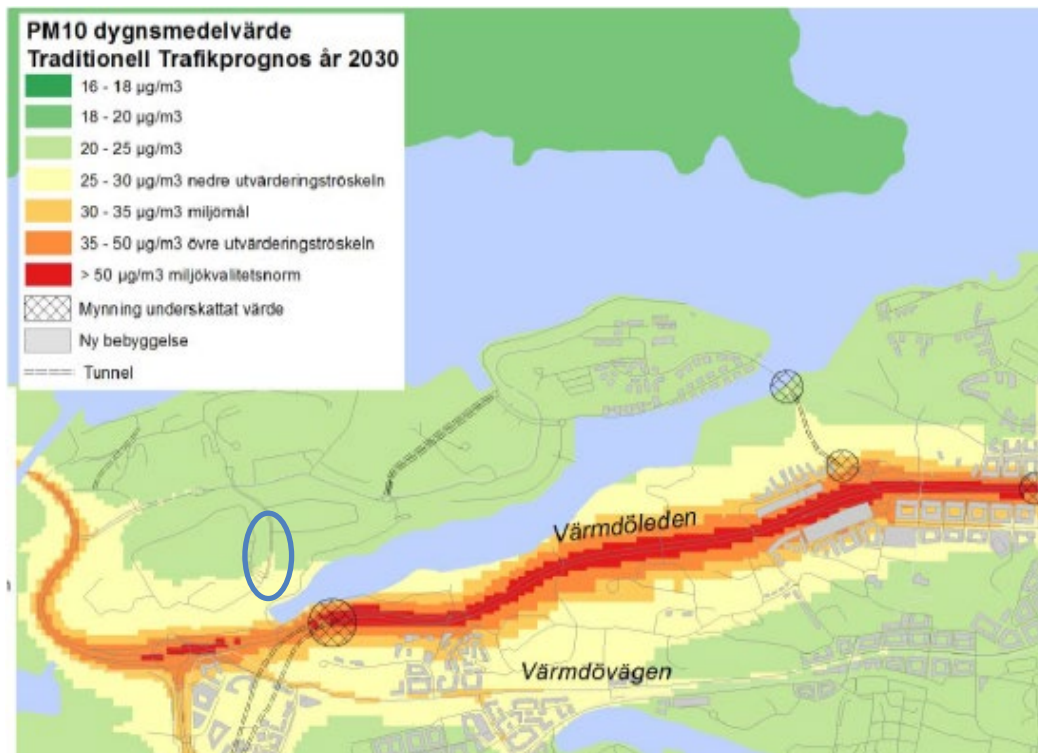 PM10 dygnsmedelvärde
Traditionell Trafikprognos år 2030
16 - 18 µg/m3
18 - 20 µg/m3
20 - 25 µg/m3
25 - 30 µg/m3 nedre utvärderingströskeln
30 - 35 µg/m3 miljömål
35 - 50 µg/m3 övre utvärderingströskeln
> 50 µg/m3 miljökvalitetsnorm
Mynning underskattat värde
Ny bebyggelse
Tunnel
Värmdöleden
Värmdövägen